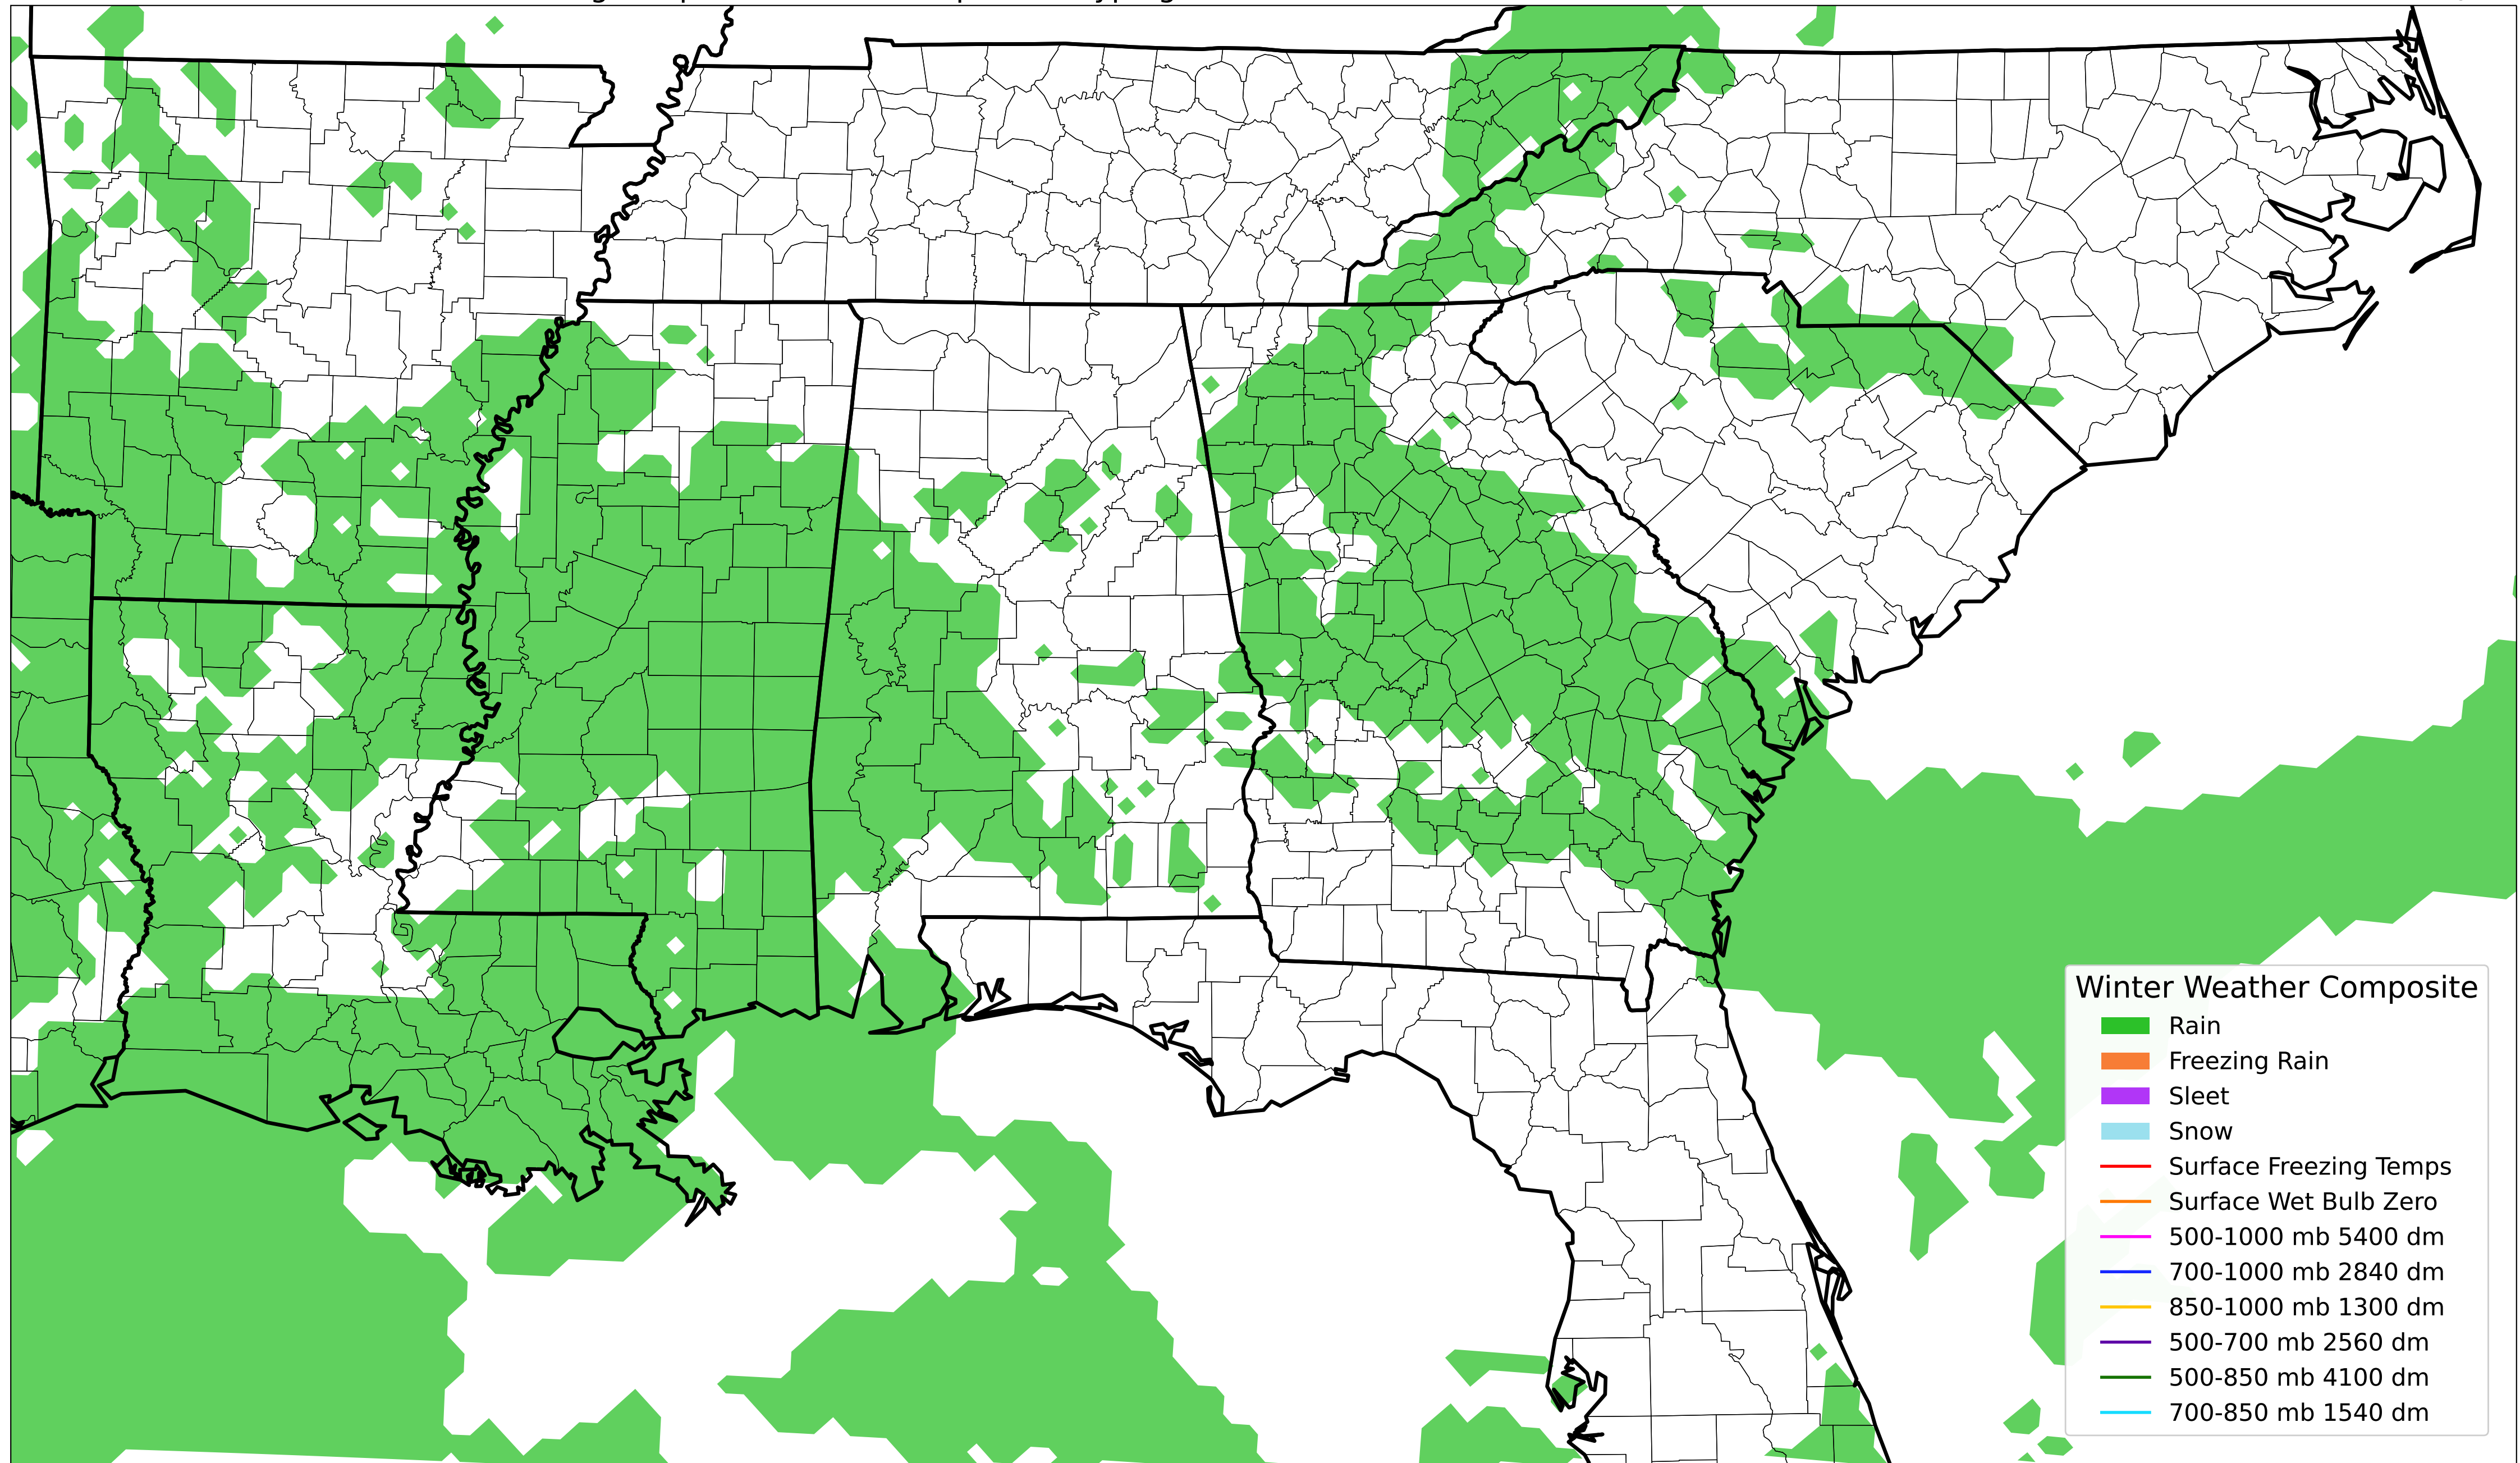 Winter Weather Composite
Rain
Freezing Rain
Sleet
Snow
Surface Freezing Temps
Surface Wet Bulb Zero
500-1000 mb 5400 dm
700-1000 mb 2840 dm
850-1000 mb 1300 dm
500-700 mb 2560 dm
500-850 mb 4100 dm
700-850 mb 1540 dm